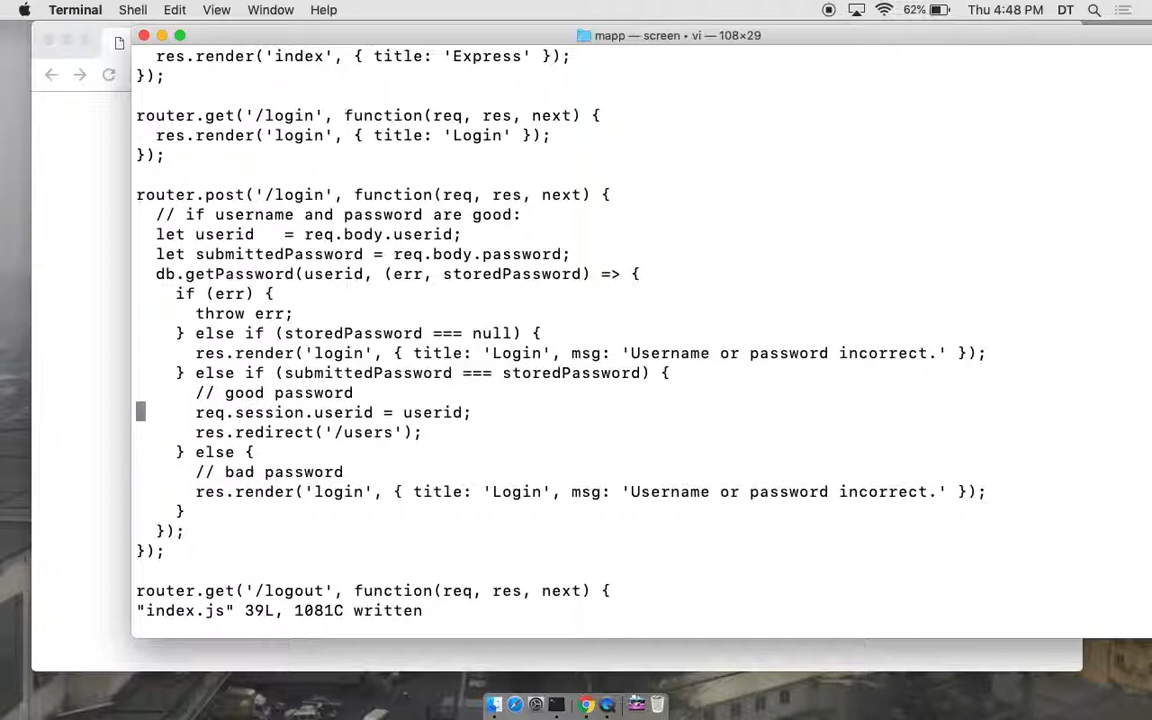 Terminal Shell Edit View Window Help 62% Thu 4:48 PM DT
mapp — screen • vi — 108×29
  res.render('index', { title: 'Express' });
});
router.get('/login', function(req, res, next) {
  res.render('login', { title: 'Login' });
});
router.post('/login', function(req, res, next) {
  // if username and password are good:
  let userid   = req.body.userid;
  let submittedPassword = req.body.password;
  db.getPassword(userid, (err, storedPassword) => {
    if (err) {
      throw err;
    } else if (storedPassword === null) {
      res.render('login', { title: 'Login', msg: 'Username or password incorrect.' });
    } else if (submittedPassword === storedPassword) {
      // good password
      req.session.userid = userid;
      res.redirect('/users');
    } else {
      // bad password
      res.render('login', { title: 'Login', msg: 'Username or password incorrect.' });
    }
  });
});
router.get('/logout', function(req, res, next) {
"index.js" 39L, 1081C written